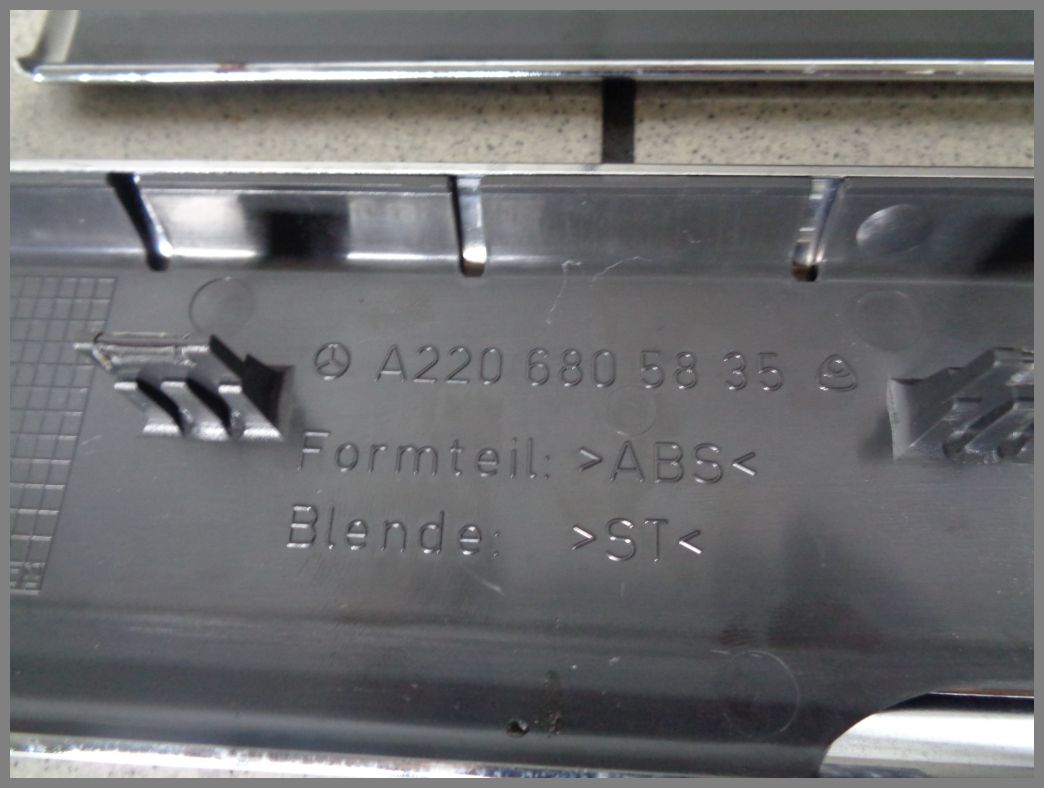 A220 680 58 35
Formteil: >ABS<
Blende: >ST<